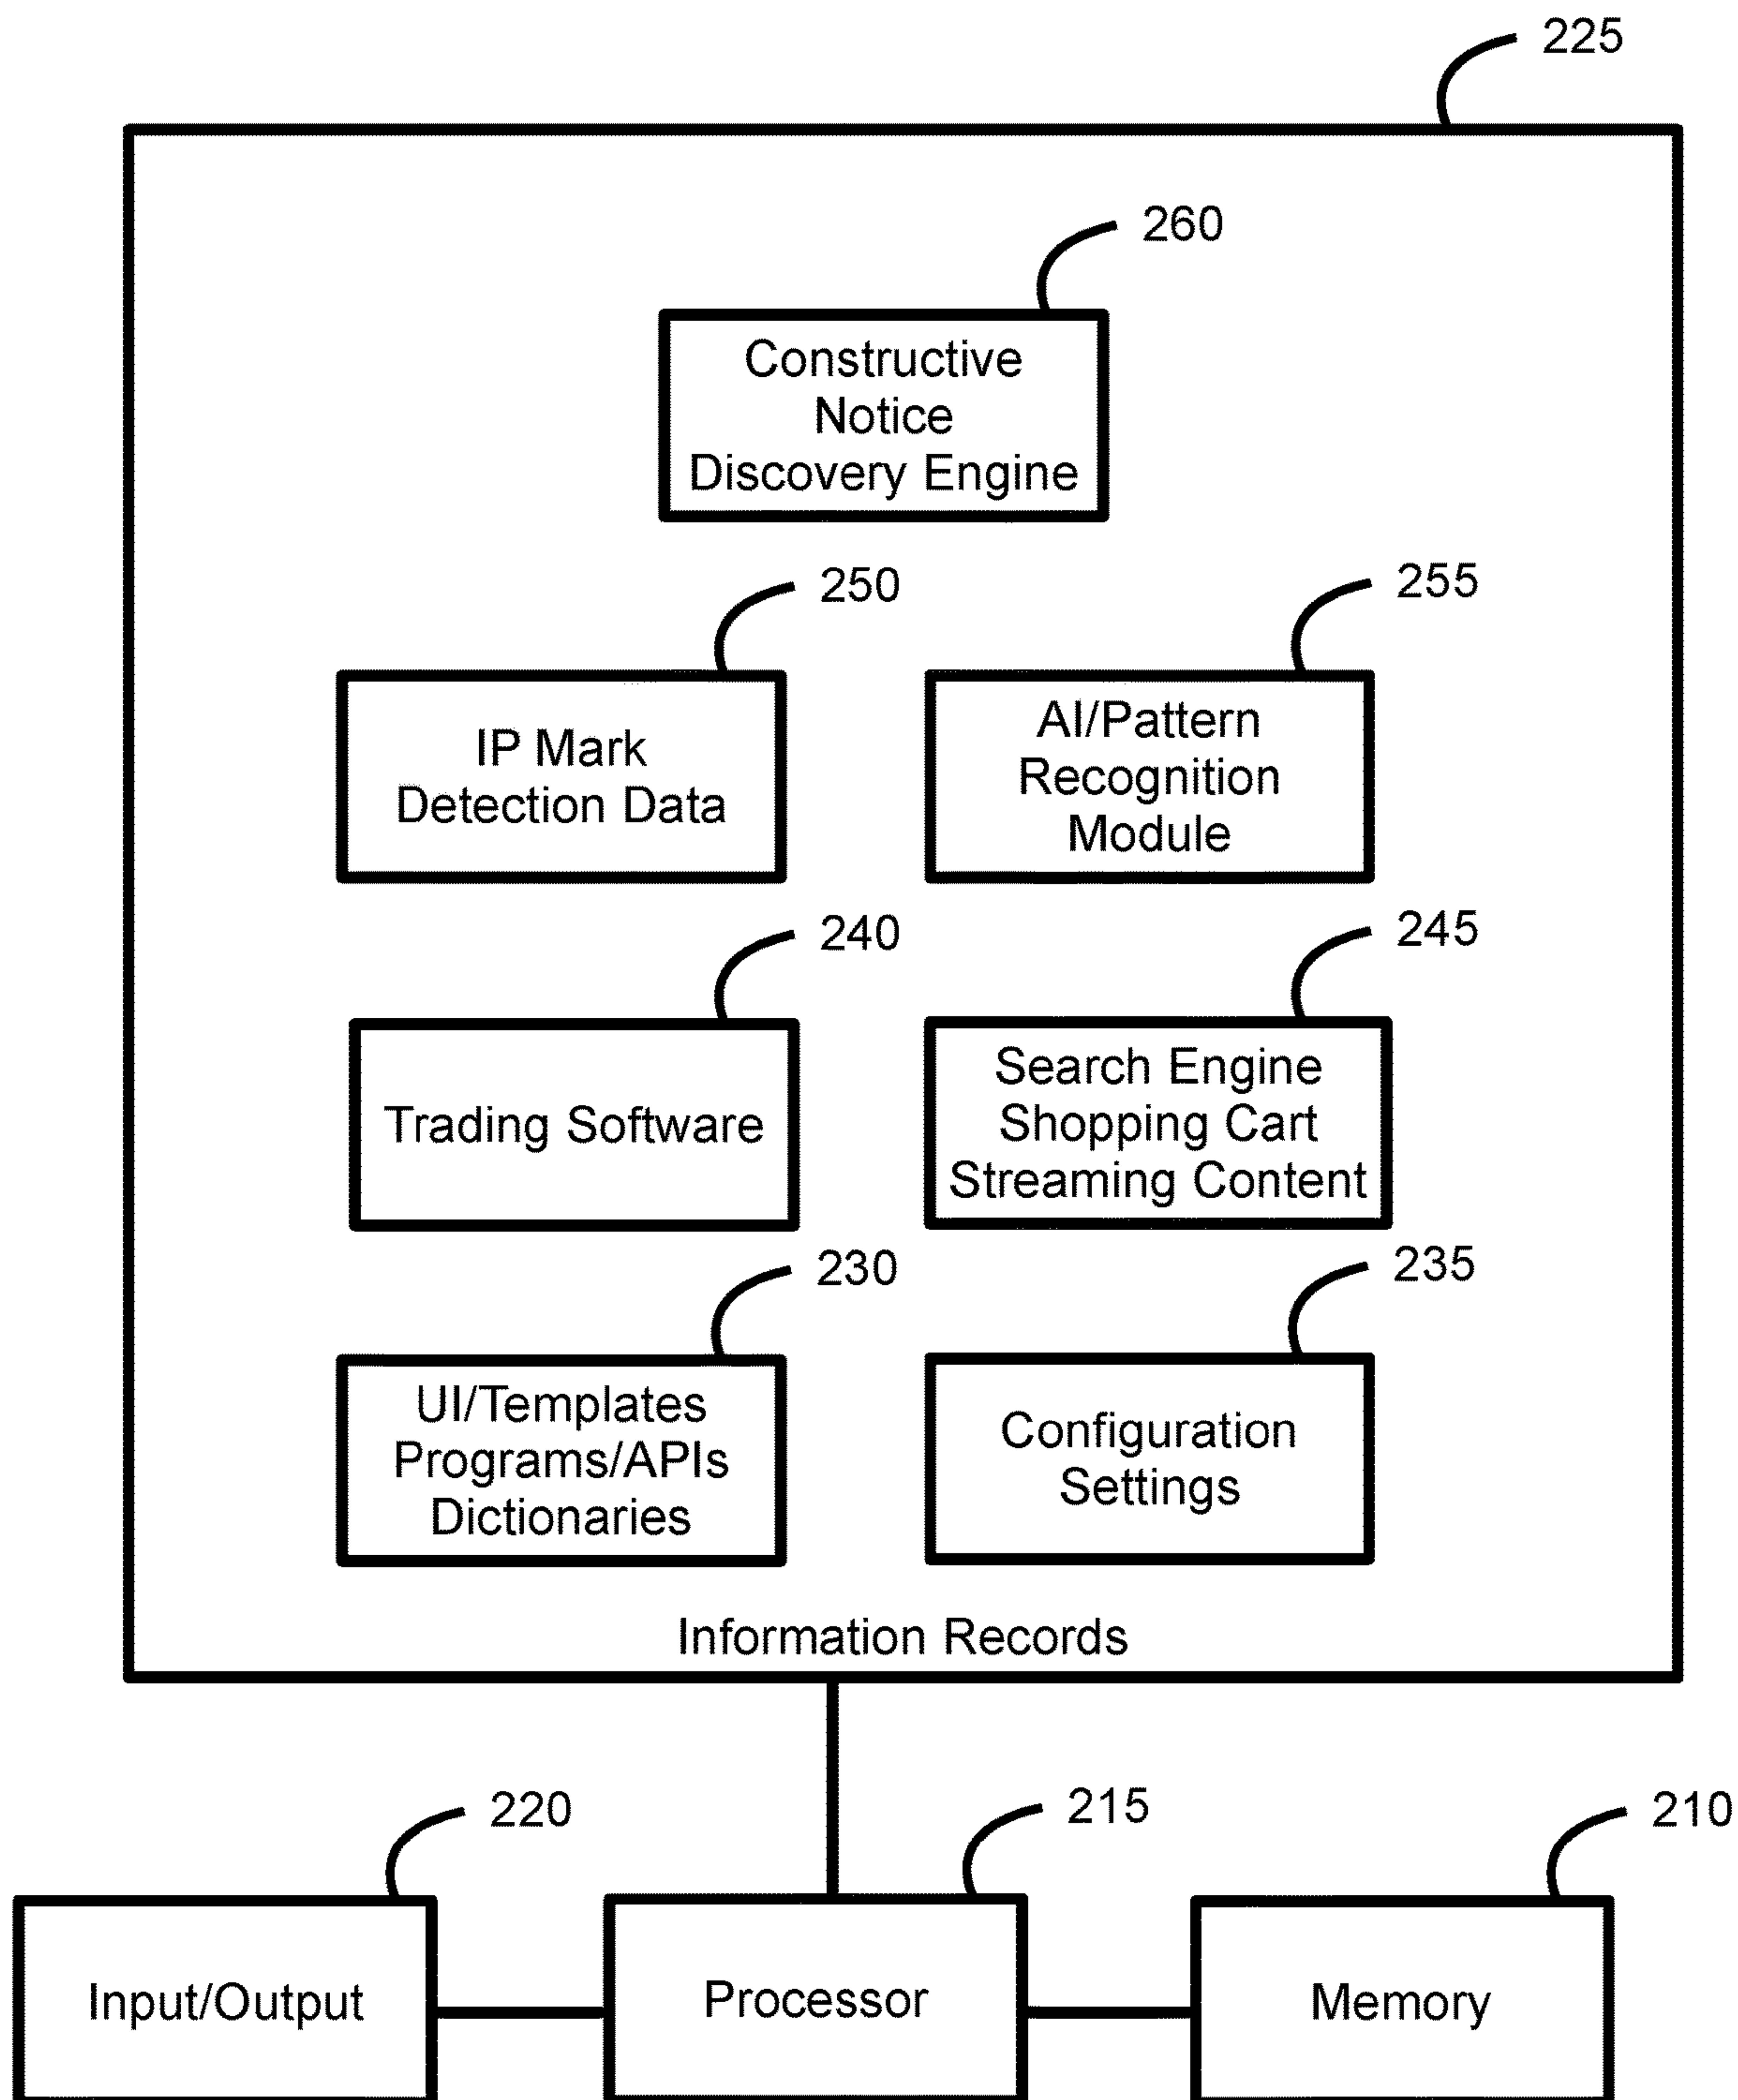 225
260
Constructive
Notice
Discovery Engine
250
255
IP Mark
Detection Data
AI/Pattern
Recognition
Module
240
245
Trading Software
Search Engine
Shopping Cart
Streaming Content
230
235
UI/Templates
Programs/APIs
Dictionaries
Configuration
Settings
Information Records
220
215
210
Input/Output
Processor
Memory